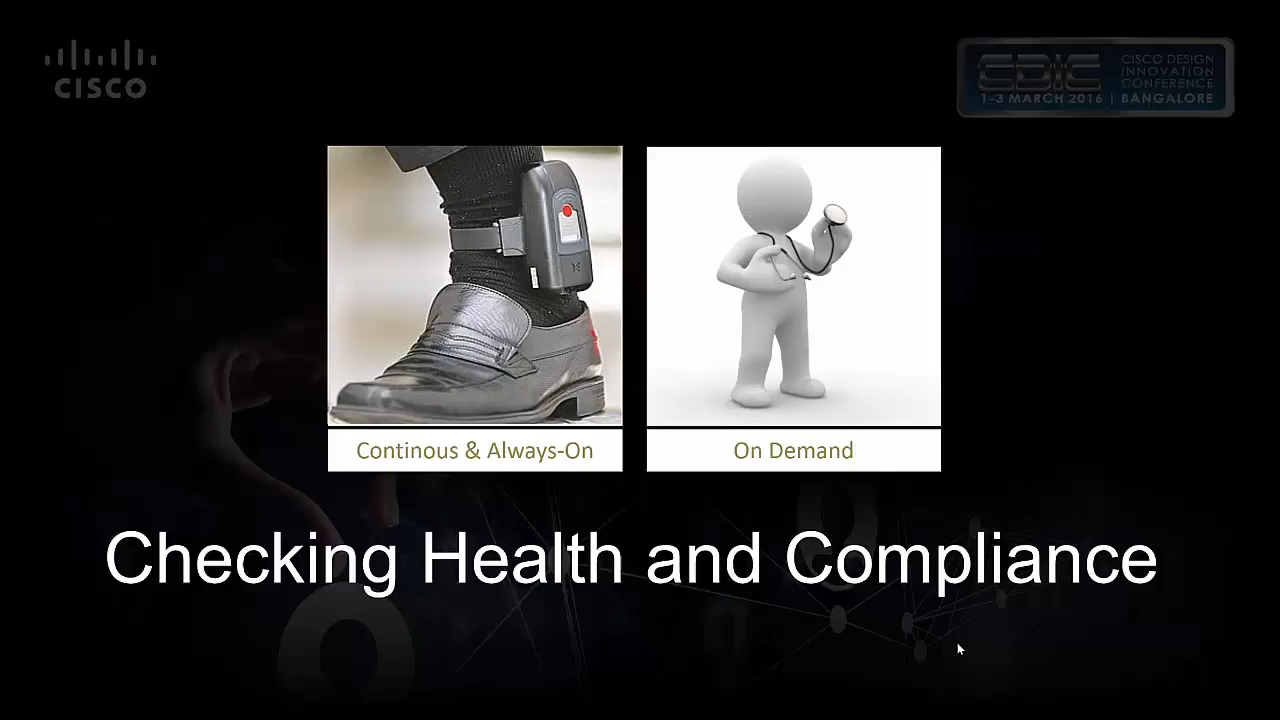 CISCO
CDIC
CISCO DESIGN
INNOVATION
CONFERENCE
1-3 MARCH 2016 | BANGALORE
Continous & Always-On
On Demand
Checking Health and Compliance